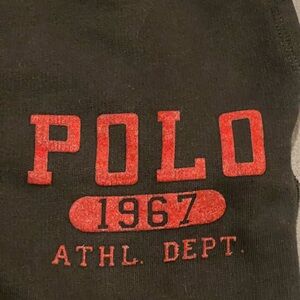 POLO
1967
ATHL. DEPT.